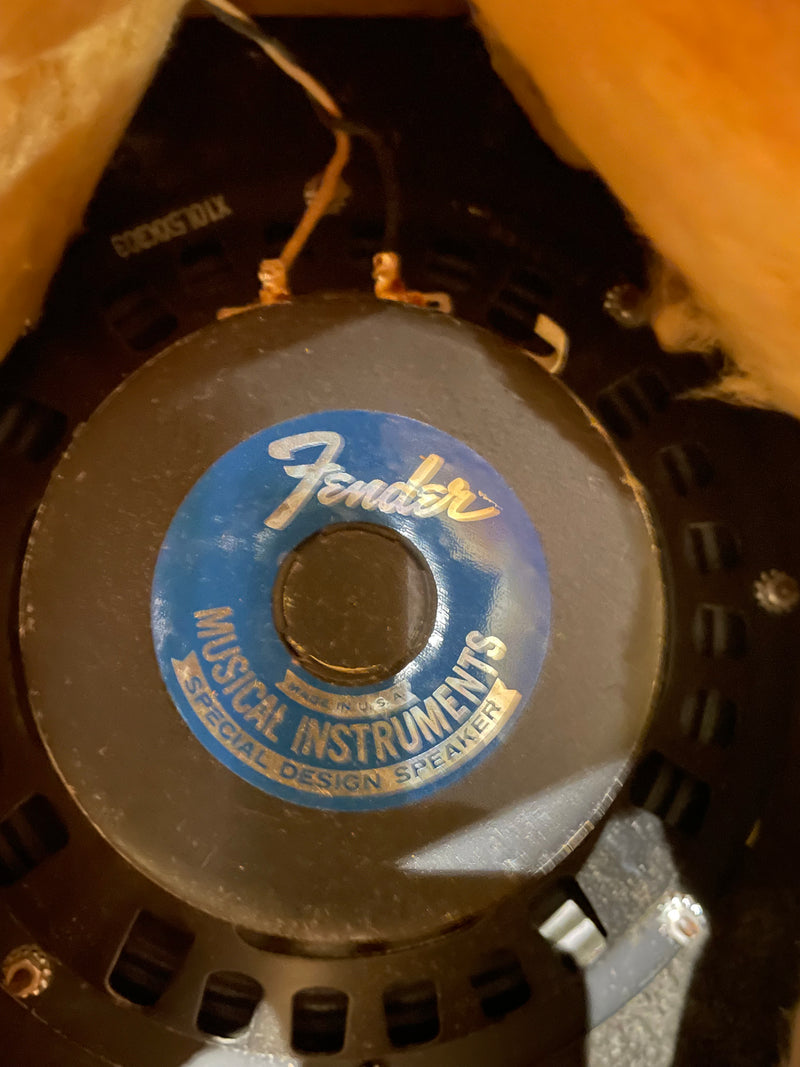 Fender
MADE IN U.S.A.
MUSICAL INSTRUMENTS
SPECIAL DESIGN SPEAKER